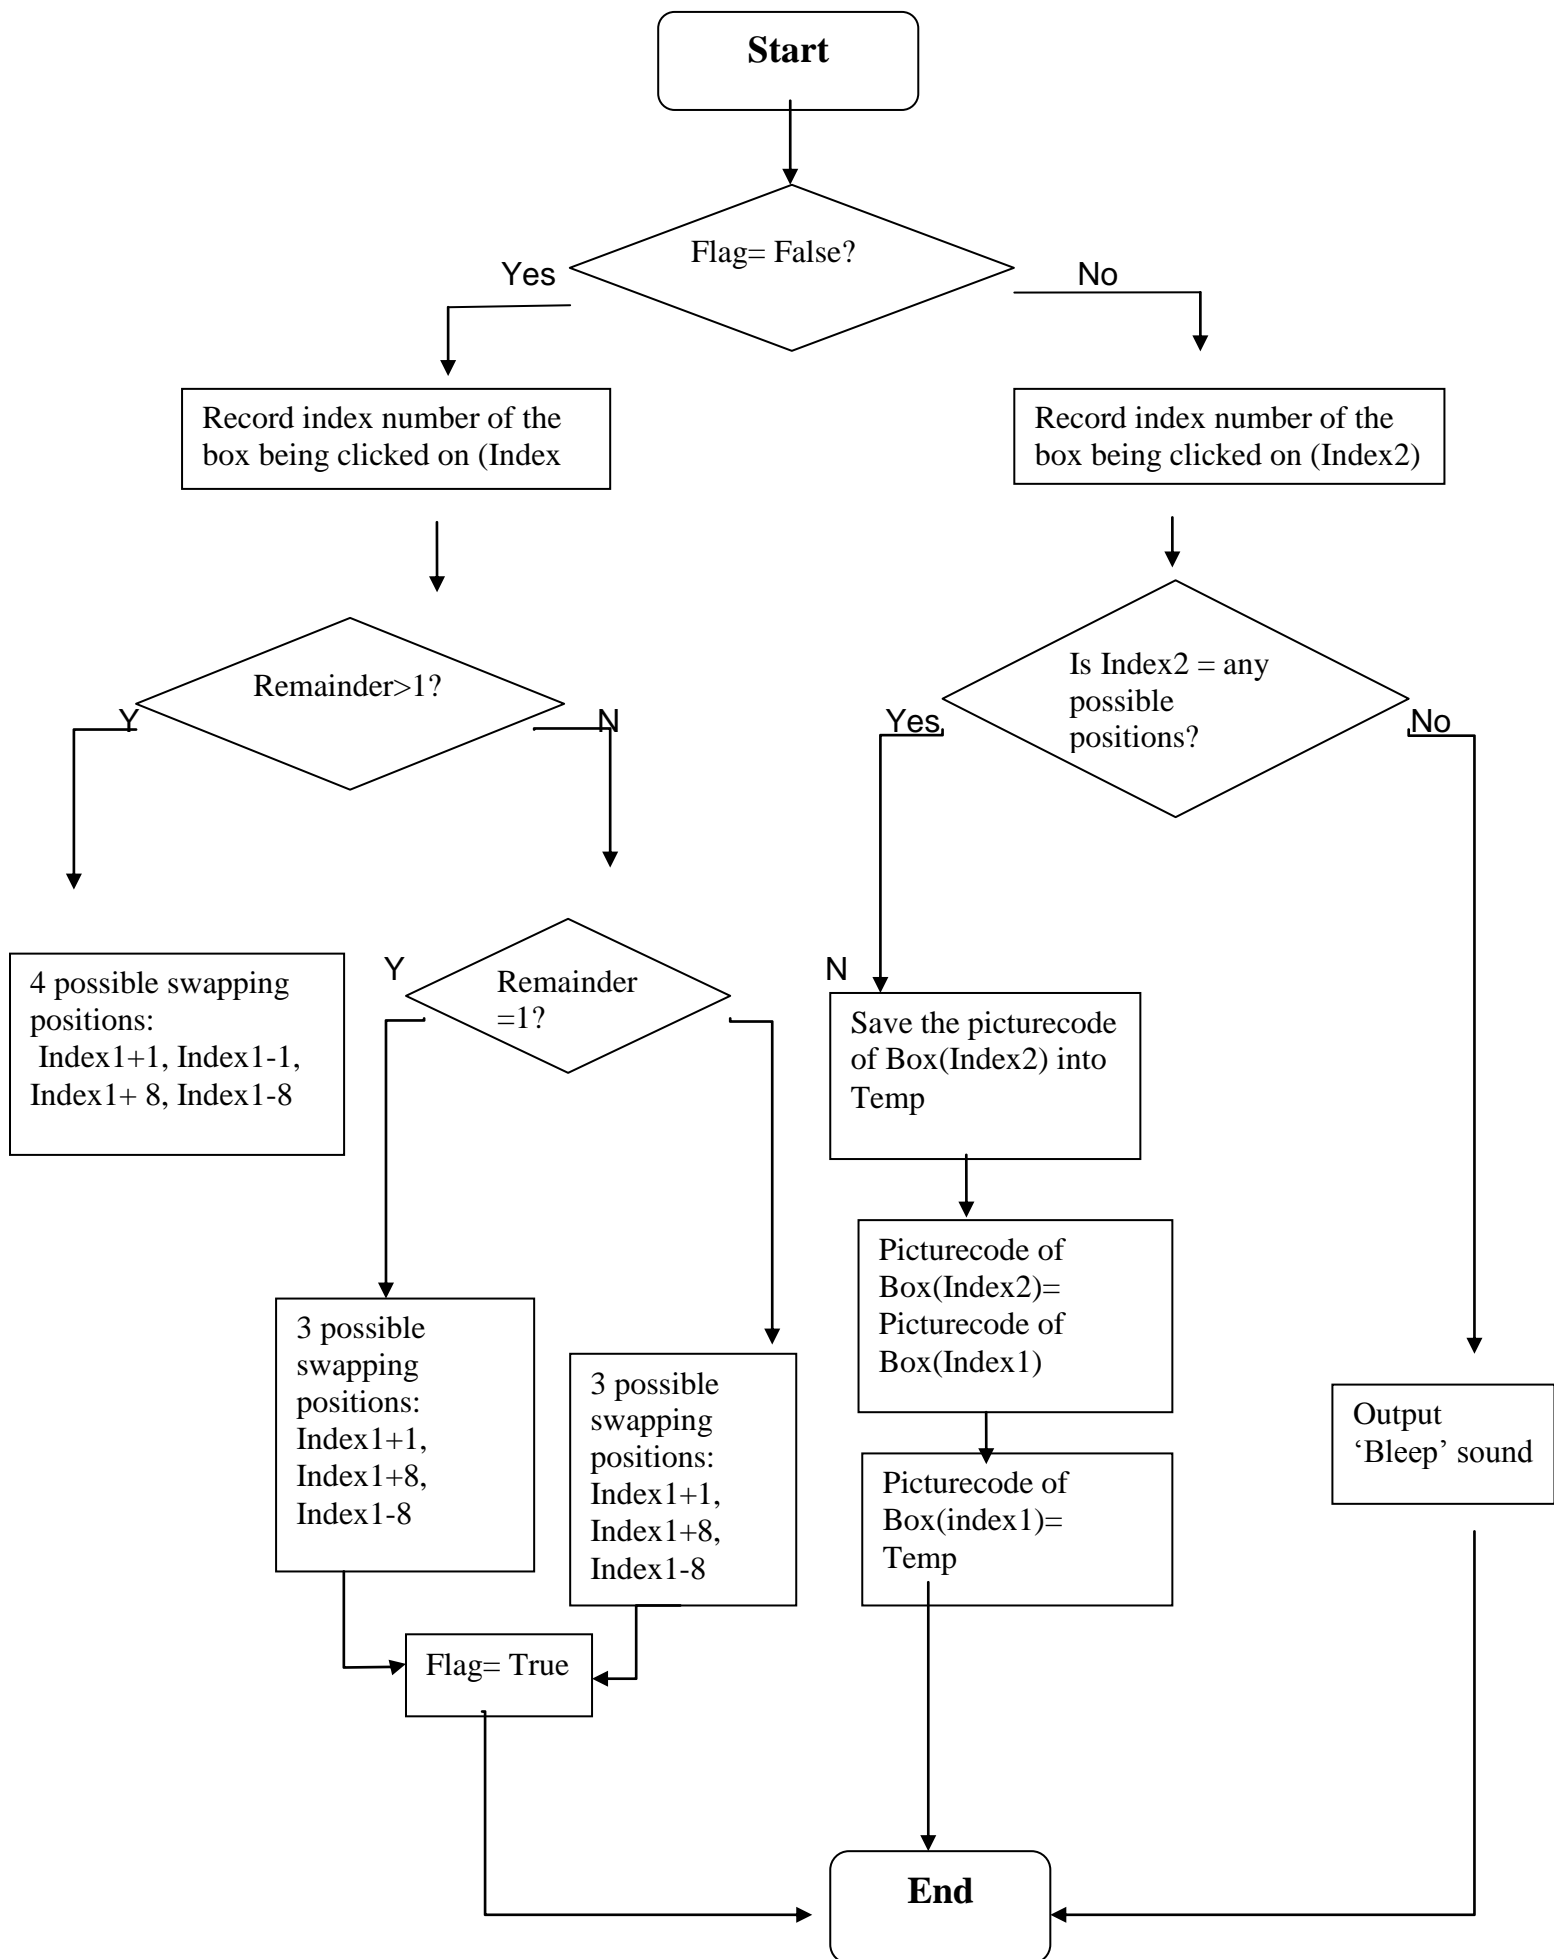 Start
Flag= False?
Yes
No
Record index number of the
box being clicked on (Index
Record index number of the
box being clicked on (Index2)
Remainder>1?
Y
N
Is Index2 = any
possible
positions?
Yes
No
4 possible swapping
positions:
Index1+1, Index1-1,
Index1+ 8, Index1-8
Y
Remainder
=1?
N
Save the picturecode
of Box(Index2) into
Temp
Picturecode of
Box(Index2)=
Picturecode of
Box(Index1)
3 possible
swapping
positions:
Index1+1,
Index1+8,
Index1-8
3 possible
swapping
positions:
Index1+1,
Index1+8,
Index1-8
Picturecode of
Box(index1)=
Temp
Output
‘Bleep’ sound
Flag= True
End